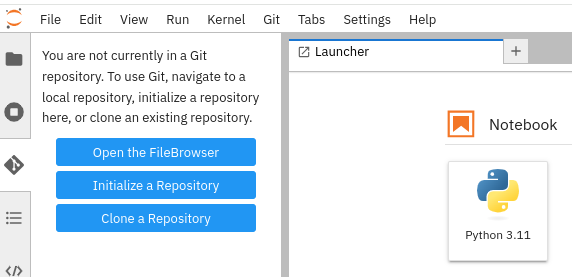 File Edit View Run Kernel Git Tabs Settings Help
You are not currently in a Git
repository. To use Git, navigate to a
local repository, initialize a repository
here, or clone an existing repository.
Open the FileBrowser
Initialize a Repository
Clone a Repository
Launcher
Notebook
Python 3.11